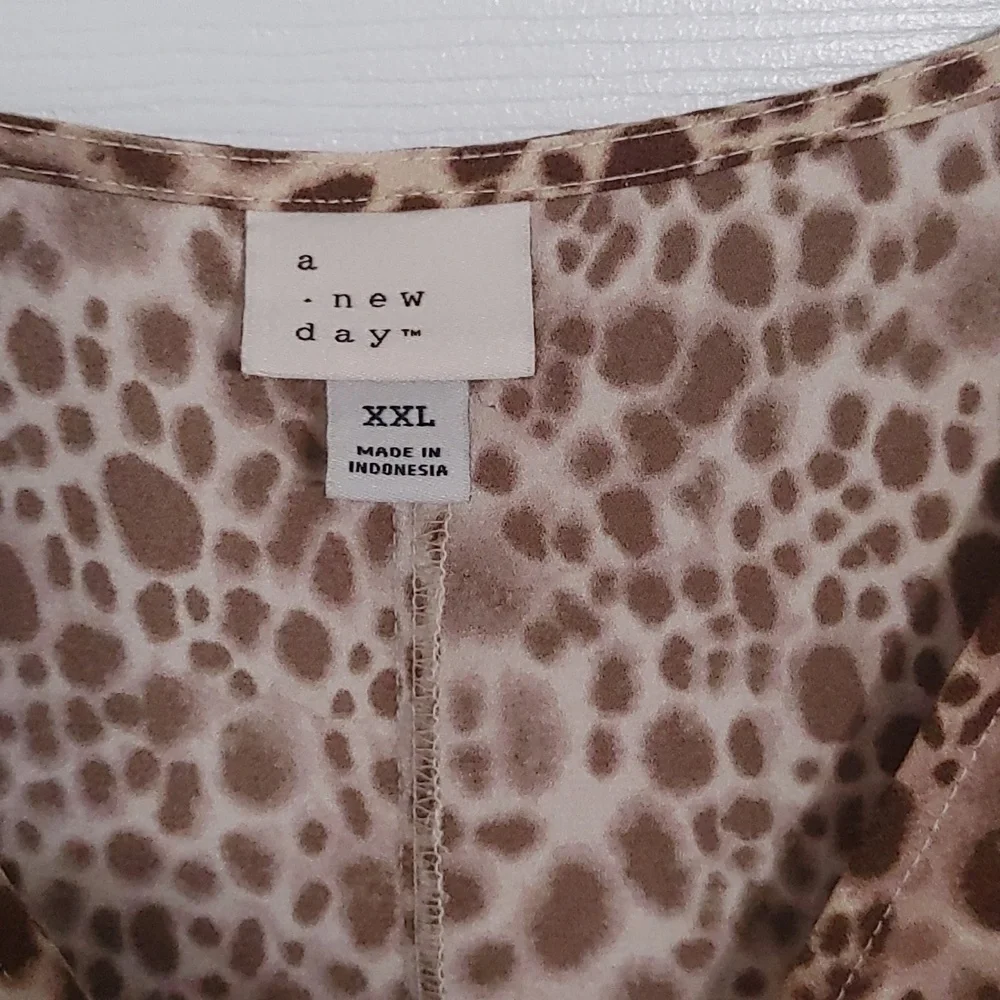 a
· new
day™
XXL
MADE IN
INDONESIA